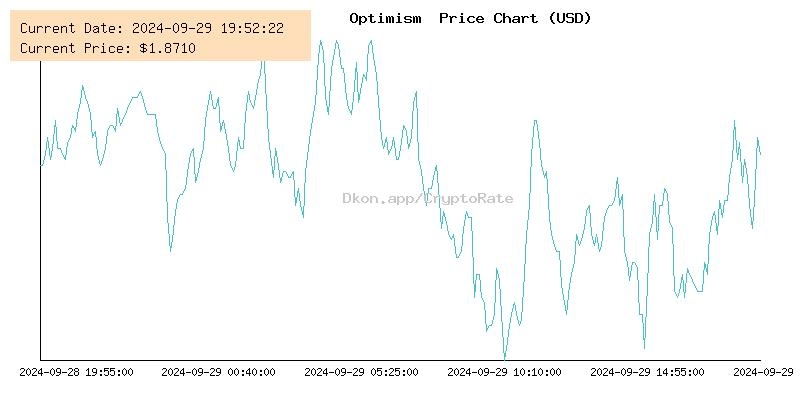 Optimism  Price Chart (USD)
Current Date: 2024-09-29 19:52:22
Current Price: $1.8710
Dkon.app/CryptoRate
2024-09-28 19:55:00 2024-09-29 00:40:00 2024-09-29 05:25:00 2024-09-29 10:10:00 2024-09-29 14:55:00 2024-09-29